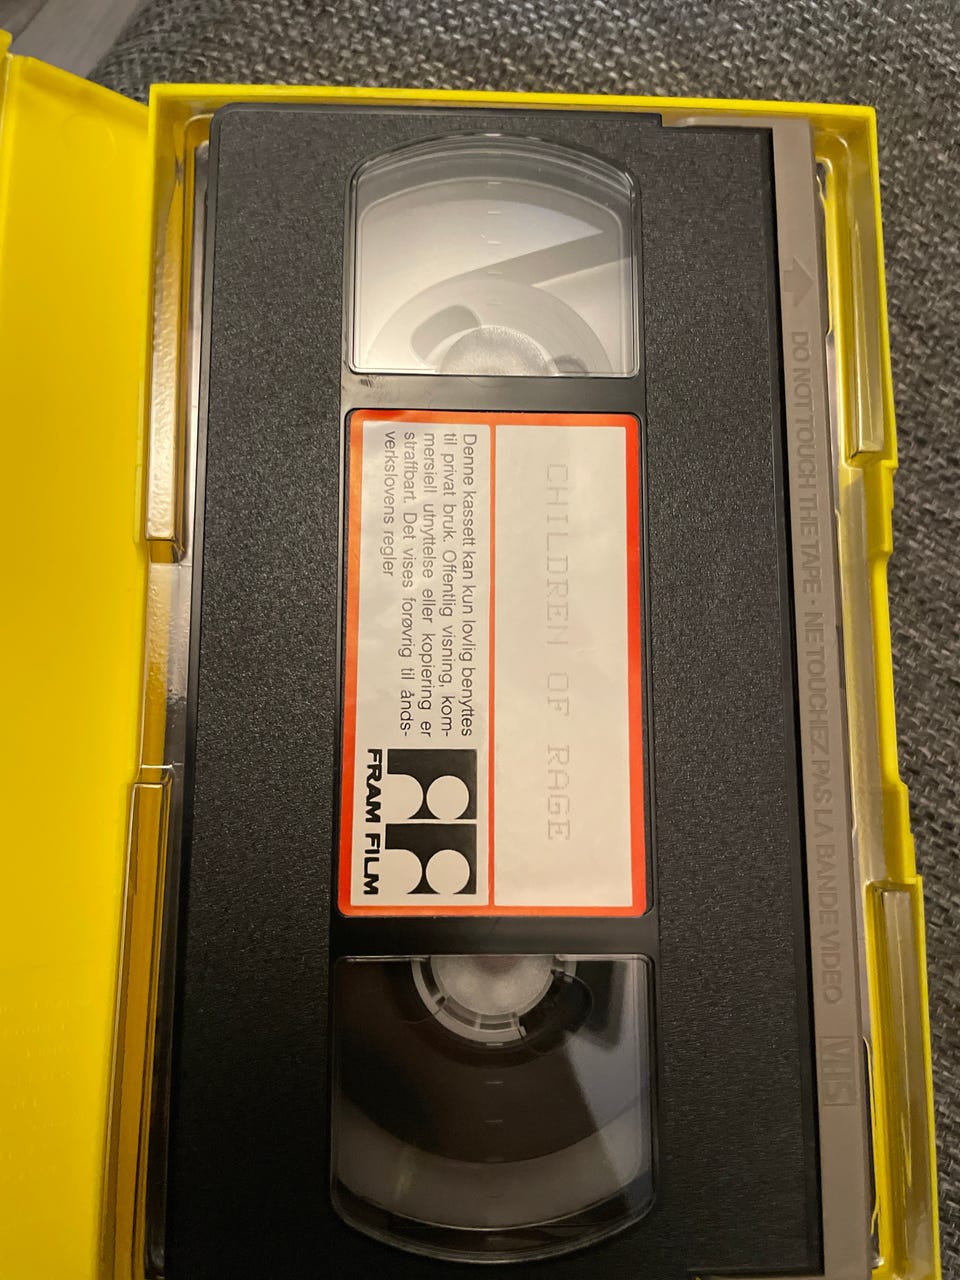 CHILDREN OF RAGE
Denne kassett kan kun lovlig benyttes
til privat bruk. Offentlig visning, kom-
mersiell utnyttelse eller kopiering er
straffbart. Det vises forøvrig til ånds-
verkslovens regler
FRAM FILM
DO NOT TOUCH THE TAPE · NE TOUCHEZ PAS LA BANDE VIDEO
VHS